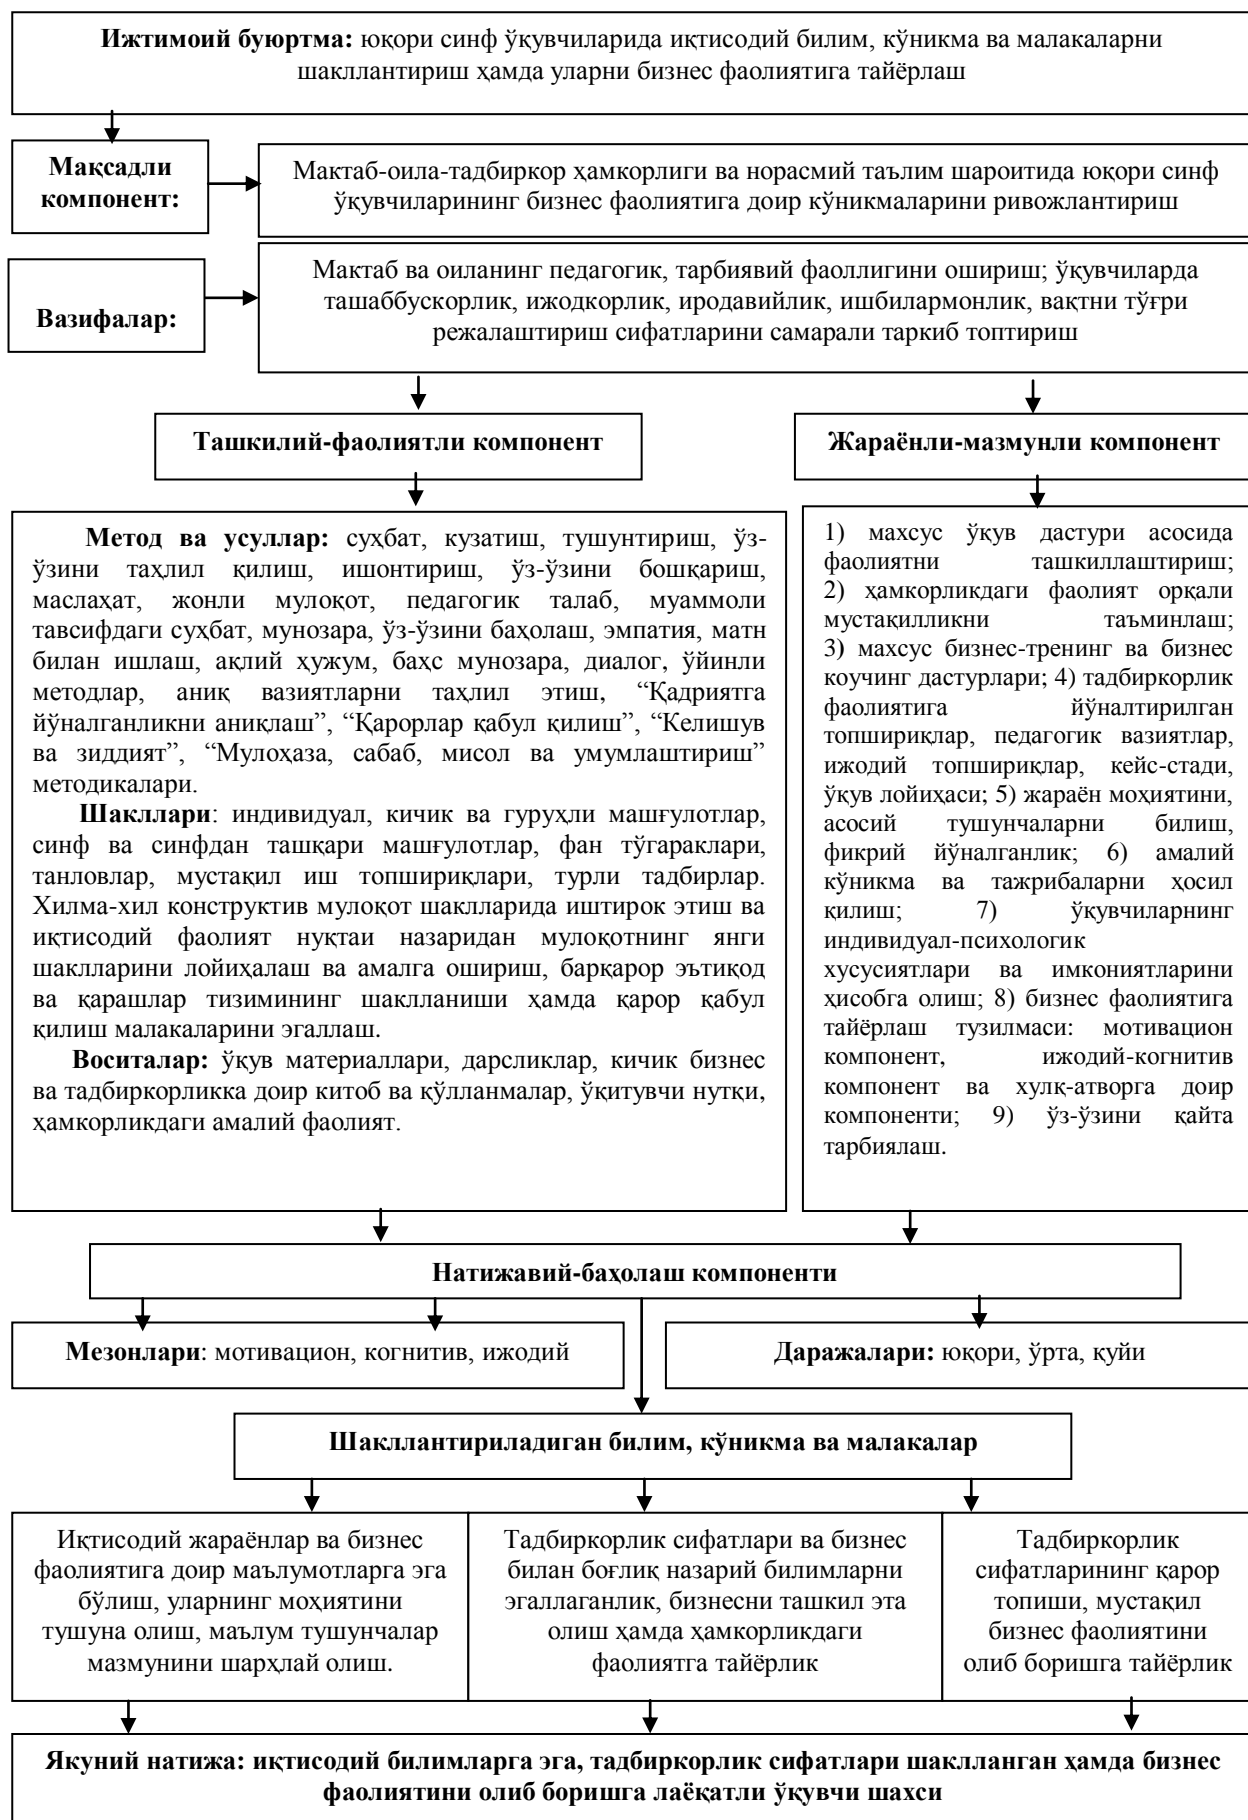 Ижтимоий буюртма: юқори синф ўқувчиларида иқтисодий билим, кўникма ва малакаларни
шакллантириш ҳамда уларни бизнес фаолиятига тайёрлаш
Мақсадли
компонент:
Мактаб-оила-тадбиркор ҳамкорлиги ва норасмий таълим шароитида юқори синф
ўқувчиларининг бизнес фаолиятига доир кўникмаларини ривожлантириш
Вазифалар:
Мактаб ва оиланинг педагогик, тарбиявий фаоллигини ошириш; ўқувчиларда
ташаббускорлик, ижодкорлик, иродавийлик, ишбилармонлик, вақтни тўғри
режалаштириш сифатларини самарали таркиб топтириш
Ташкилий-фаолиятли компонент
Жараёнли-мазмунли компонент
Метод ва усуллар: суҳбат, кузатиш, тушунтириш, ўз-
ўзини таҳлил қилиш, ишонтириш, ўз-ўзини бошқариш,
маслаҳат, жонли мулоқот, педагогик талаб, муаммоли
тавсифдаги суҳбат, мунозара, ўз-ўзини баҳолаш, эмпатия, матн
билан ишлаш, ақлий ҳужум, баҳс мунозара, диалог, ўйинли
методлар, аниқ вазиятларни таҳлил этиш, “Қадриятга
йўналганликни аниқлаш”, “Қарорлар қабул қилиш”, “Келишув
ва зиддият”, “Мулоҳаза, сабаб, мисол ва умумлаштириш”
методикалари.
Шакллари: индивидуал, кичик ва гуруҳли машғулотлар,
синф ва синфдан ташқари машғулотлар, фан тўгараклари,
танловлар, мустақил иш топшириқлари, турли тадбирлар.
Хилма-хил конструктив мулоқот шаклларида иштирок этиш ва
иқтисодий фаолият нуқтаи назаридан мулоқотнинг янги
шаклларини лойиҳалаш ва амалга ошириш, барқарор эътиқод
ва қарашлар тизимининг шаклланиши ҳамда қарор қабул
қилиш малакаларини эгаллаш.
Воситалар: ўқув материаллари, дарсликлар, кичик бизнес
ва тадбиркорликка доир китоб ва қўлланмалар, ўқитувчи нутқи,
ҳамкорликдаги амалий фаолият.
1) махсус ўқув дастури асосида
фаолиятни ташкиллаштириш;
2) ҳамкорликдаги фаолият орқали
мустақилликни таъминлаш;
3) махсус бизнес-тренинг ва бизнес
коучинг дастурлари; 4) тадбиркорлик
фаолиятига йўналтирилган
топшириқлар, педагогик вазиятлар,
ижодий топшириқлар, кейс-стади,
ўқув лойиҳаси; 5) жараён моҳиятини,
асосий тушунчаларни билиш,
фикрий йўналганлик; 6) амалий
кўникма ва тажрибаларни ҳосил
қилиш; 7) ўқувчиларнинг
индивидуал-психологик
хусусиятлари ва имкониятларини
ҳисобга олиш; 8) бизнес фаолиятига
тайёрлаш тузилмаси: мотивацион
компонент, ижодий-когнитив
компонент ва хулқ-атворга доир
компоненти; 9) ўз-ўзини қайта
тарбиялаш.
Натижавий-баҳолаш компоненти
Мезонлари: мотивацион, когнитив, ижодий
Даражалари: юқори, ўрта, қуйи
Шакллантириладиган билим, кўникма ва малакалар
Иқтисодий жараёнлар ва бизнес
фаолиятига доир маълумотларга эга
бўлиш, уларнинг моҳиятини
тушуна олиш, маълум тушунчалар
мазмунини шарҳлай олиш.
Тадбиркорлик сифатлари ва бизнес
билан боғлиқ назарий билимларни
эгаллаганлик, бизнесни ташкил эта
олиш ҳамда ҳамкорликдаги
фаолиятга тайёрлик
Тадбиркорлик
сифатларининг қарор
топиши, мустақил
бизнес фаолиятини
олиб боришга тайёрлик
Якуний натижа: иқтисодий билимларга эга, тадбиркорлик сифатлари шаклланган ҳамда бизнес
фаолиятини олиб боришга лаёқатли ўқувчи шахси